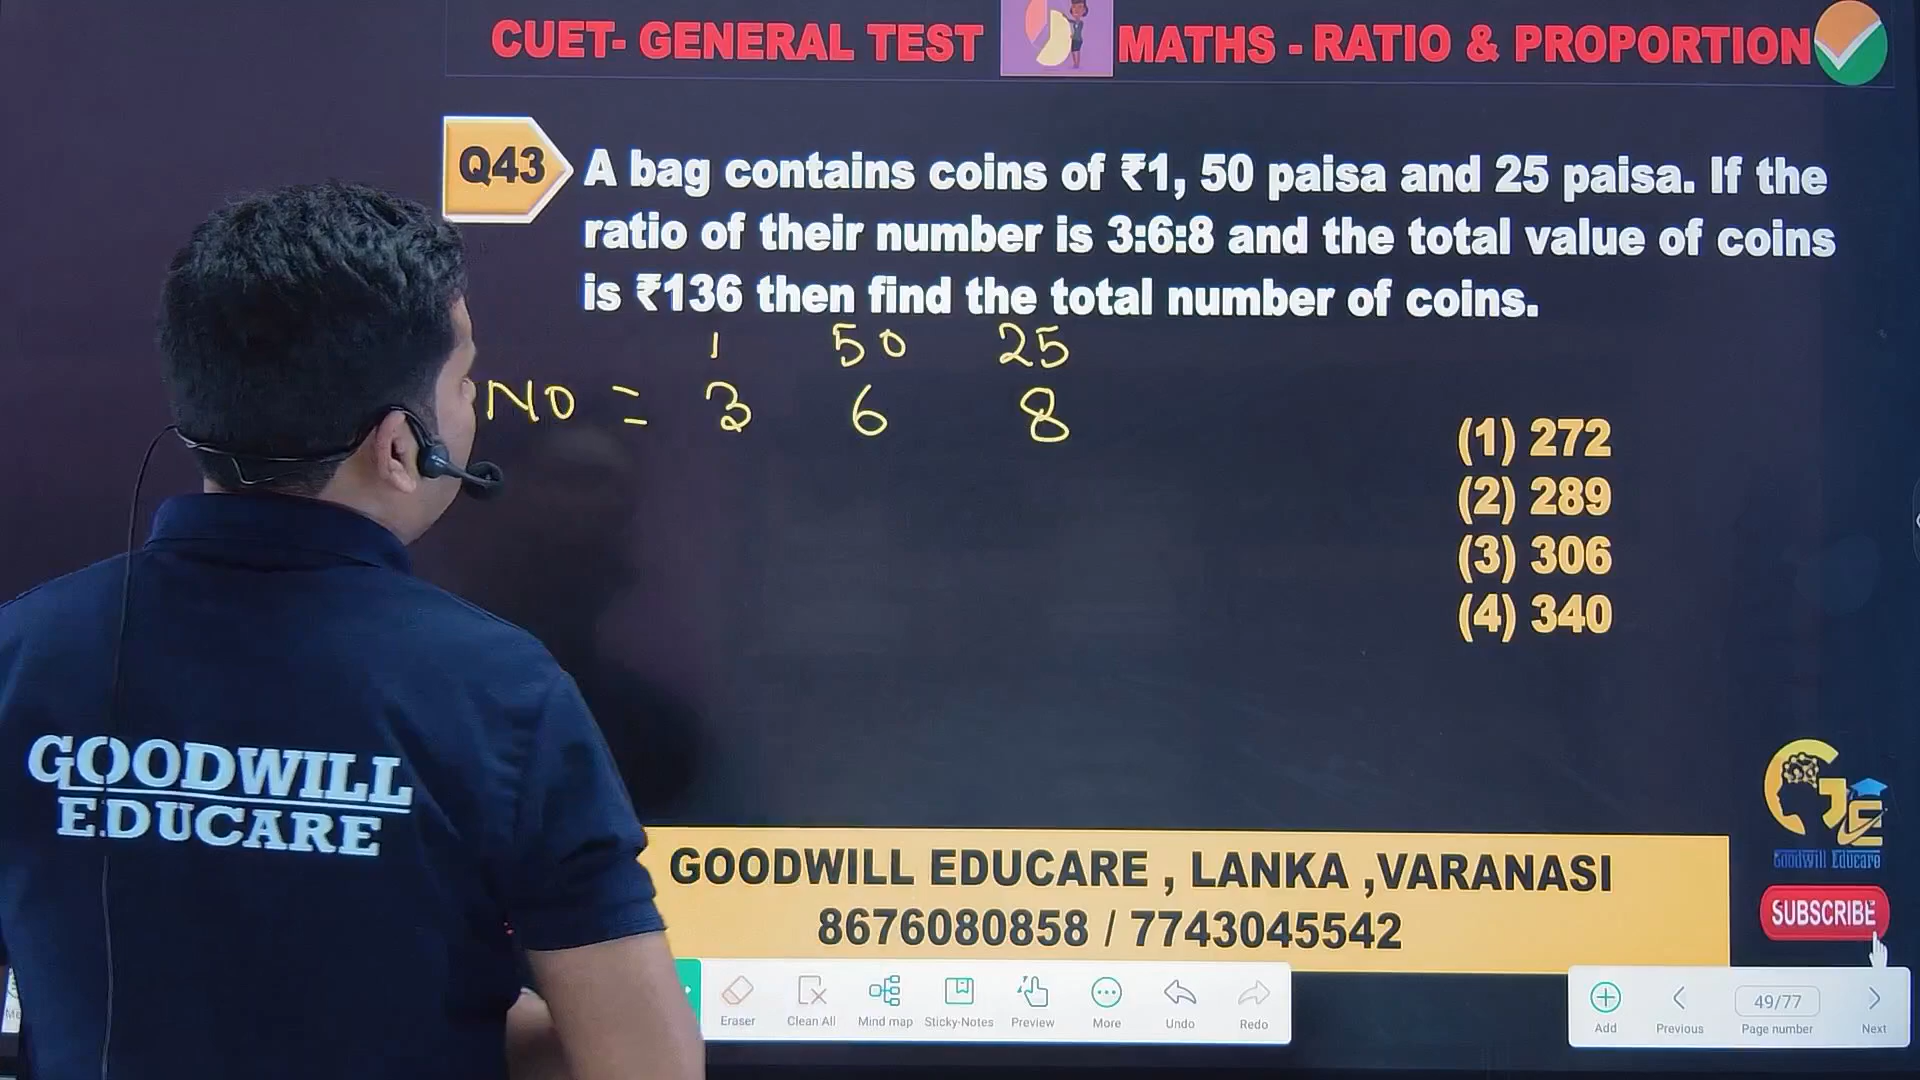 CUET- GENERAL TEST MATHS - RATIO & PROPORTION
Q43 A bag contains coins of ₹1, 50 paisa and 25 paisa. If the
ratio of their number is 3:6:8 and the total value of coins
is ₹136 then find the total number of coins.
1 50 25
NO = 3 6 8
(1) 272
(2) 289
(3) 306
(4) 340
GOODWILL
EDUCARE
GE
Goodwill Educare
SUBSCRIBE
GOODWILL EDUCARE , LANKA ,VARANASI
8676080858 / 7743045542
Eraser Clean All Mind map Sticky-Notes Preview More Undo Redo
Add Previous 49/77 Page number Next